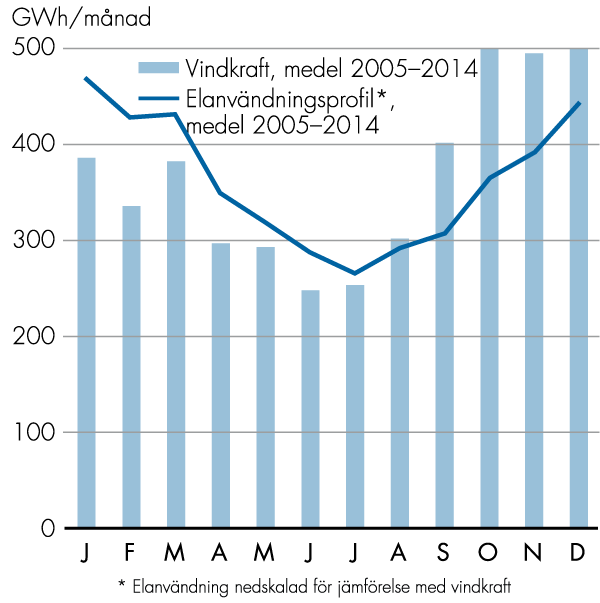 GWh/månad
500
Vindkraft, medel 2005–2014
Elanvändningsprofil*,
medel 2005–2014
400
300
200
100
0
J F M A M J J A S O N D
* Elanvändning nedskalad för jämförelse med vindkraft